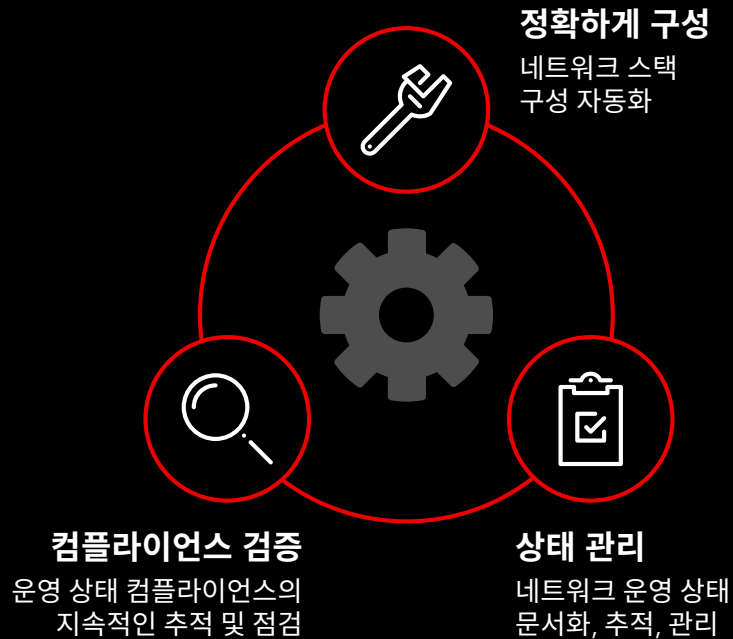 정확하게 구성
네트워크 스택
구성 자동화
컴플라이언스 검증
운영 상태 컴플라이언스의
지속적인 추적 및 점검
상태 관리
네트워크 운영 상태
문서화, 추적, 관리